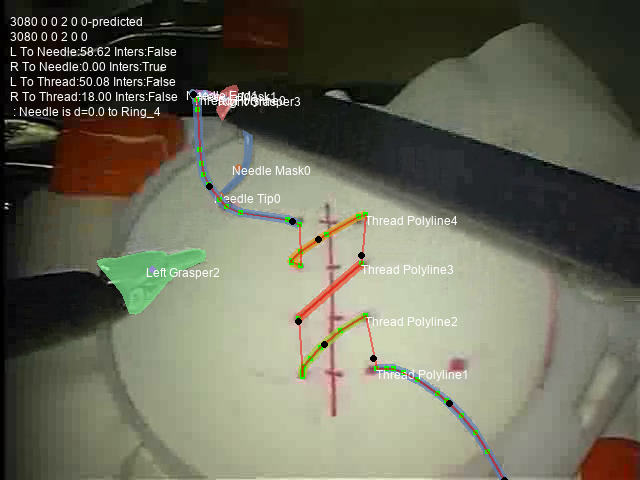 3080 0 0 2 0 0-predicted
3080 0 0 2 0 0
L To Needle:58.62 Inters:False
R To Needle:0.00 Inters:True
L To Thread:50.08 Inters:False
R To Thread:18.00 Inters:False
: Needle is d=0.0 to Ring_4
Needle Mask0
Needle Tip0
Thread Polyline4
Left Grasper2
Thread Polyline3
Thread Polyline2
Thread Polyline1